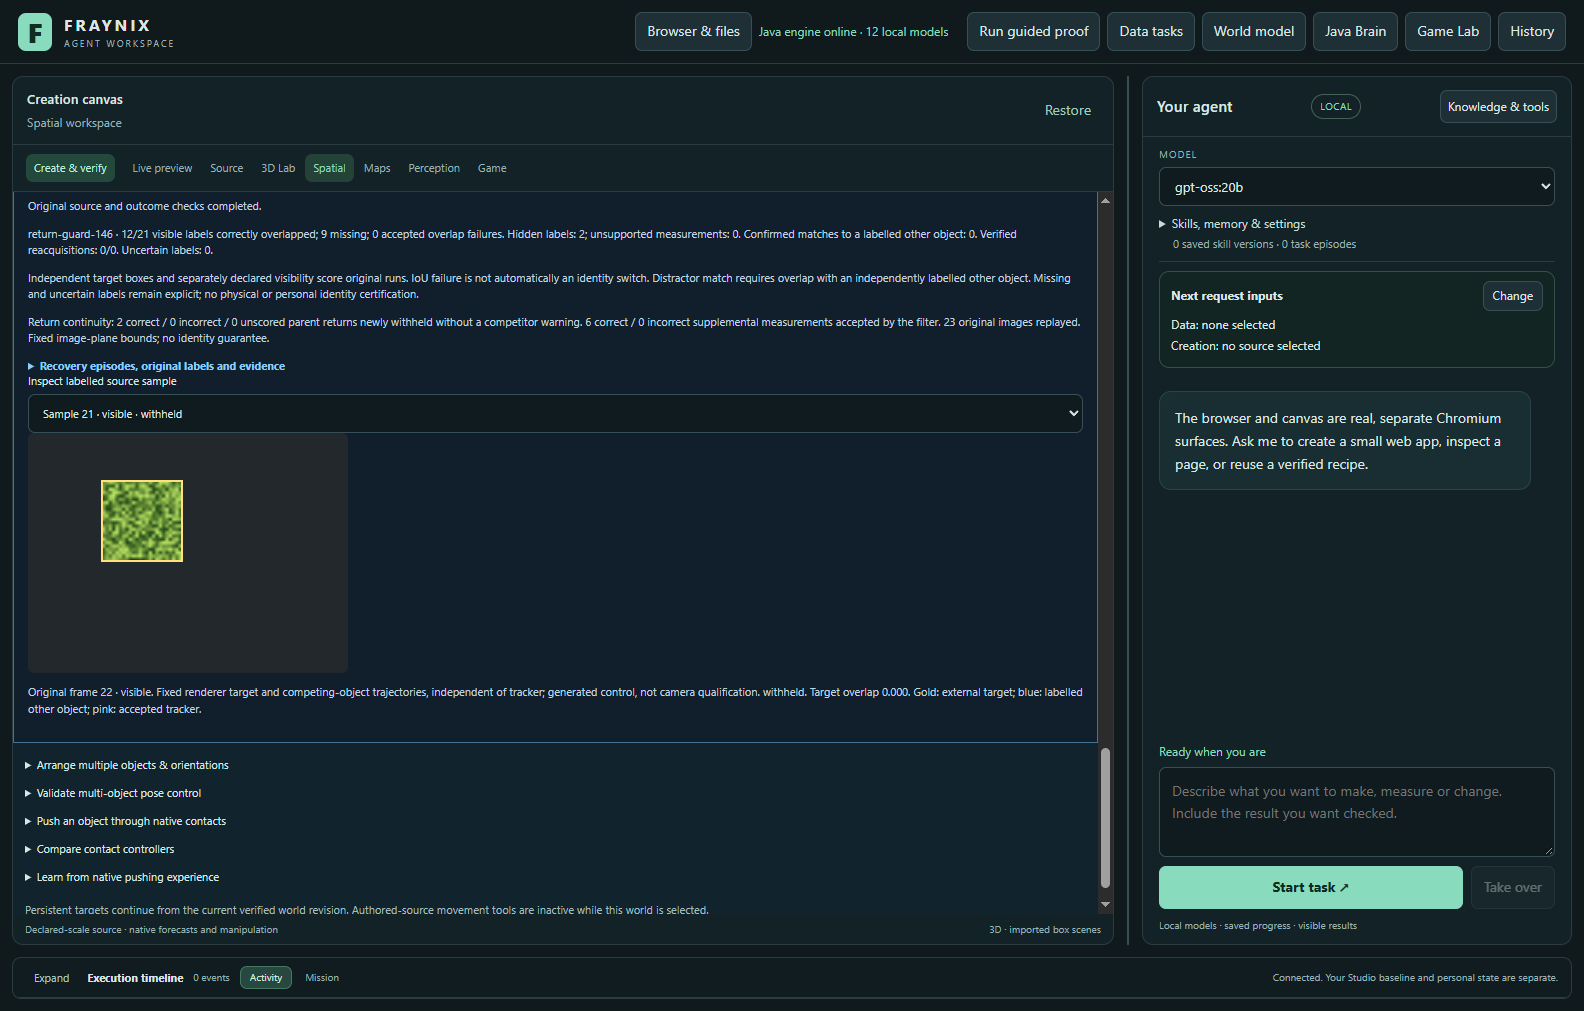 F
FRAYNIX
AGENT WORKSPACE
Browser & files
Java engine online · 12 local models
Run guided proof
Data tasks
World model
Java Brain
Game Lab
History
Creation canvas
Spatial workspace
Restore
Create & verify
Live preview
Source
3D Lab
Spatial
Maps
Perception
Game
Original source and outcome checks completed.
return-guard-146 · 12/21 visible labels correctly overlapped; 9 missing; 0 accepted overlap failures. Hidden labels: 2; unsupported measurements: 0. Confirmed matches to a labelled other object: 0. Verified
reacquisitions: 0/0. Uncertain labels: 0.
Independent target boxes and separately declared visibility score original runs. IoU failure is not automatically an identity switch. Distractor match requires overlap with an independently labelled other object. Missing
and uncertain labels remain explicit; no physical or personal identity certification.
Return continuity: 2 correct / 0 incorrect / 0 unscored parent returns newly withheld without a competitor warning. 6 correct / 0 incorrect supplemental measurements accepted by the filter. 23 original images replayed.
Fixed image-plane bounds; no identity guarantee.
Recovery episodes, original labels and evidence
Inspect labelled source sample
Sample 21 · visible · withheld
Original frame 22 · visible. Fixed renderer target and competing-object trajectories, independent of tracker; generated control, not camera qualification. withheld. Target overlap 0.000. Gold: external target; blue: labelled
other object; pink: accepted tracker.
Arrange multiple objects & orientations
Validate multi-object pose control
Push an object through native contacts
Compare contact controllers
Learn from native pushing experience
Persistent targets continue from the current verified world revision. Authored-source movement tools are inactive while this world is selected.
Declared-scale source · native forecasts and manipulation
3D · imported box scenes
Your agent
LOCAL
Knowledge & tools
MODEL
gpt-oss:20b
Skills, memory & settings
0 saved skill versions · 0 task episodes
Next request inputs
Change
Data: none selected
Creation: no source selected
The browser and canvas are real, separate Chromium
surfaces. Ask me to create a small web app, inspect a
page, or reuse a verified recipe.
Ready when you are
Describe what you want to make, measure or change.
Include the result you want checked.
Start task ↗
Take over
Local models · saved progress · visible results
Expand
Execution timeline
0 events
Activity
Mission
Connected. Your Studio baseline and personal state are separate.